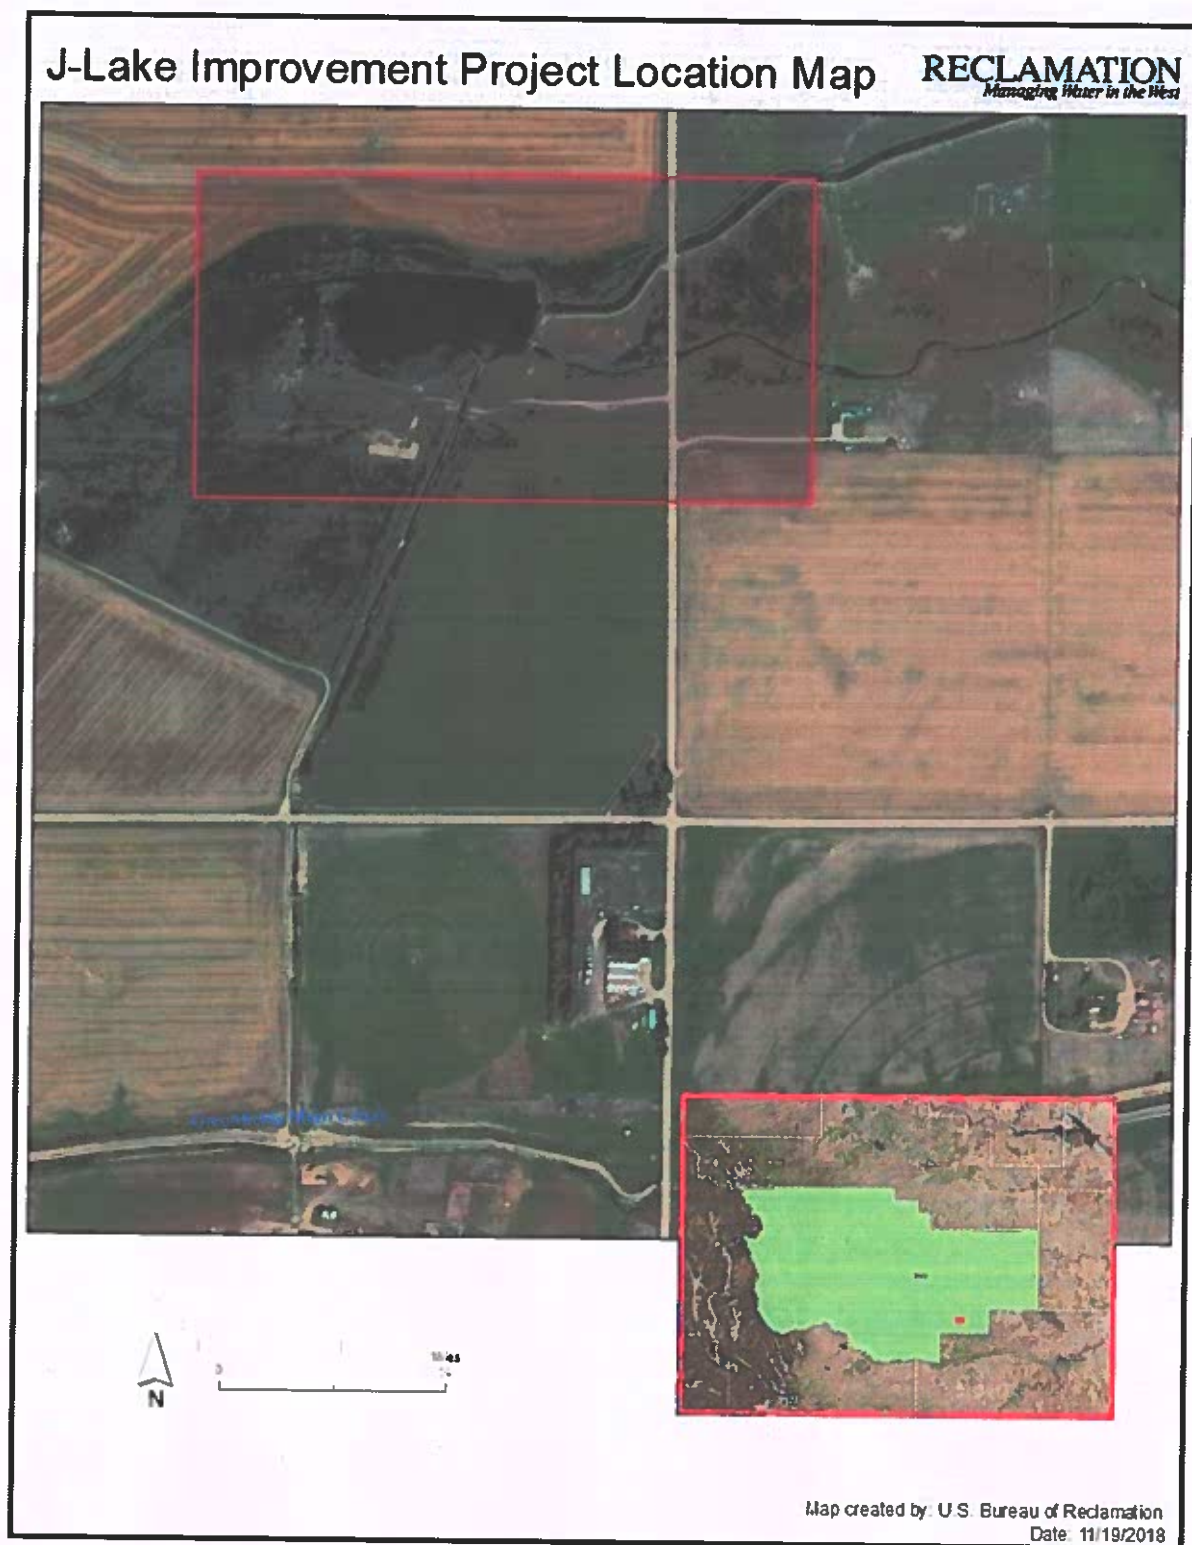 J-Lake Improvement Project Location Map
RECLAMATION
Managing Water in the West
N
0
Miles
Map created by: U.S. Bureau of Reclamation
Date: 11/19/2018